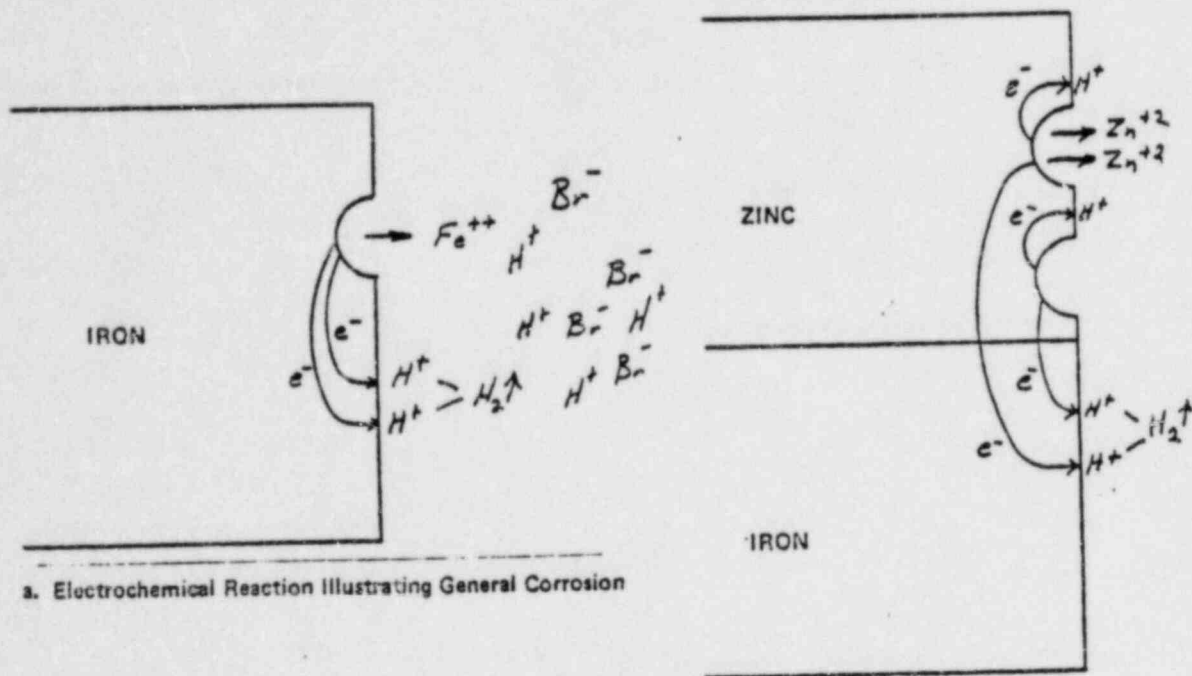 IRON
Fe⁺⁺
Br⁻
H⁺
Br⁻
H⁺ Br⁻ H⁺
H⁺ Br⁻
e⁻
e⁻
H⁺
H⁺
H₂↑
a. Electrochemical Reaction Illustrating General Corrosion
ZINC
e⁻ H⁺
Zn⁺²
Zn⁺²
e⁻ H⁺
IRON
e⁻ H⁺
e⁻ H⁺
H₂↑